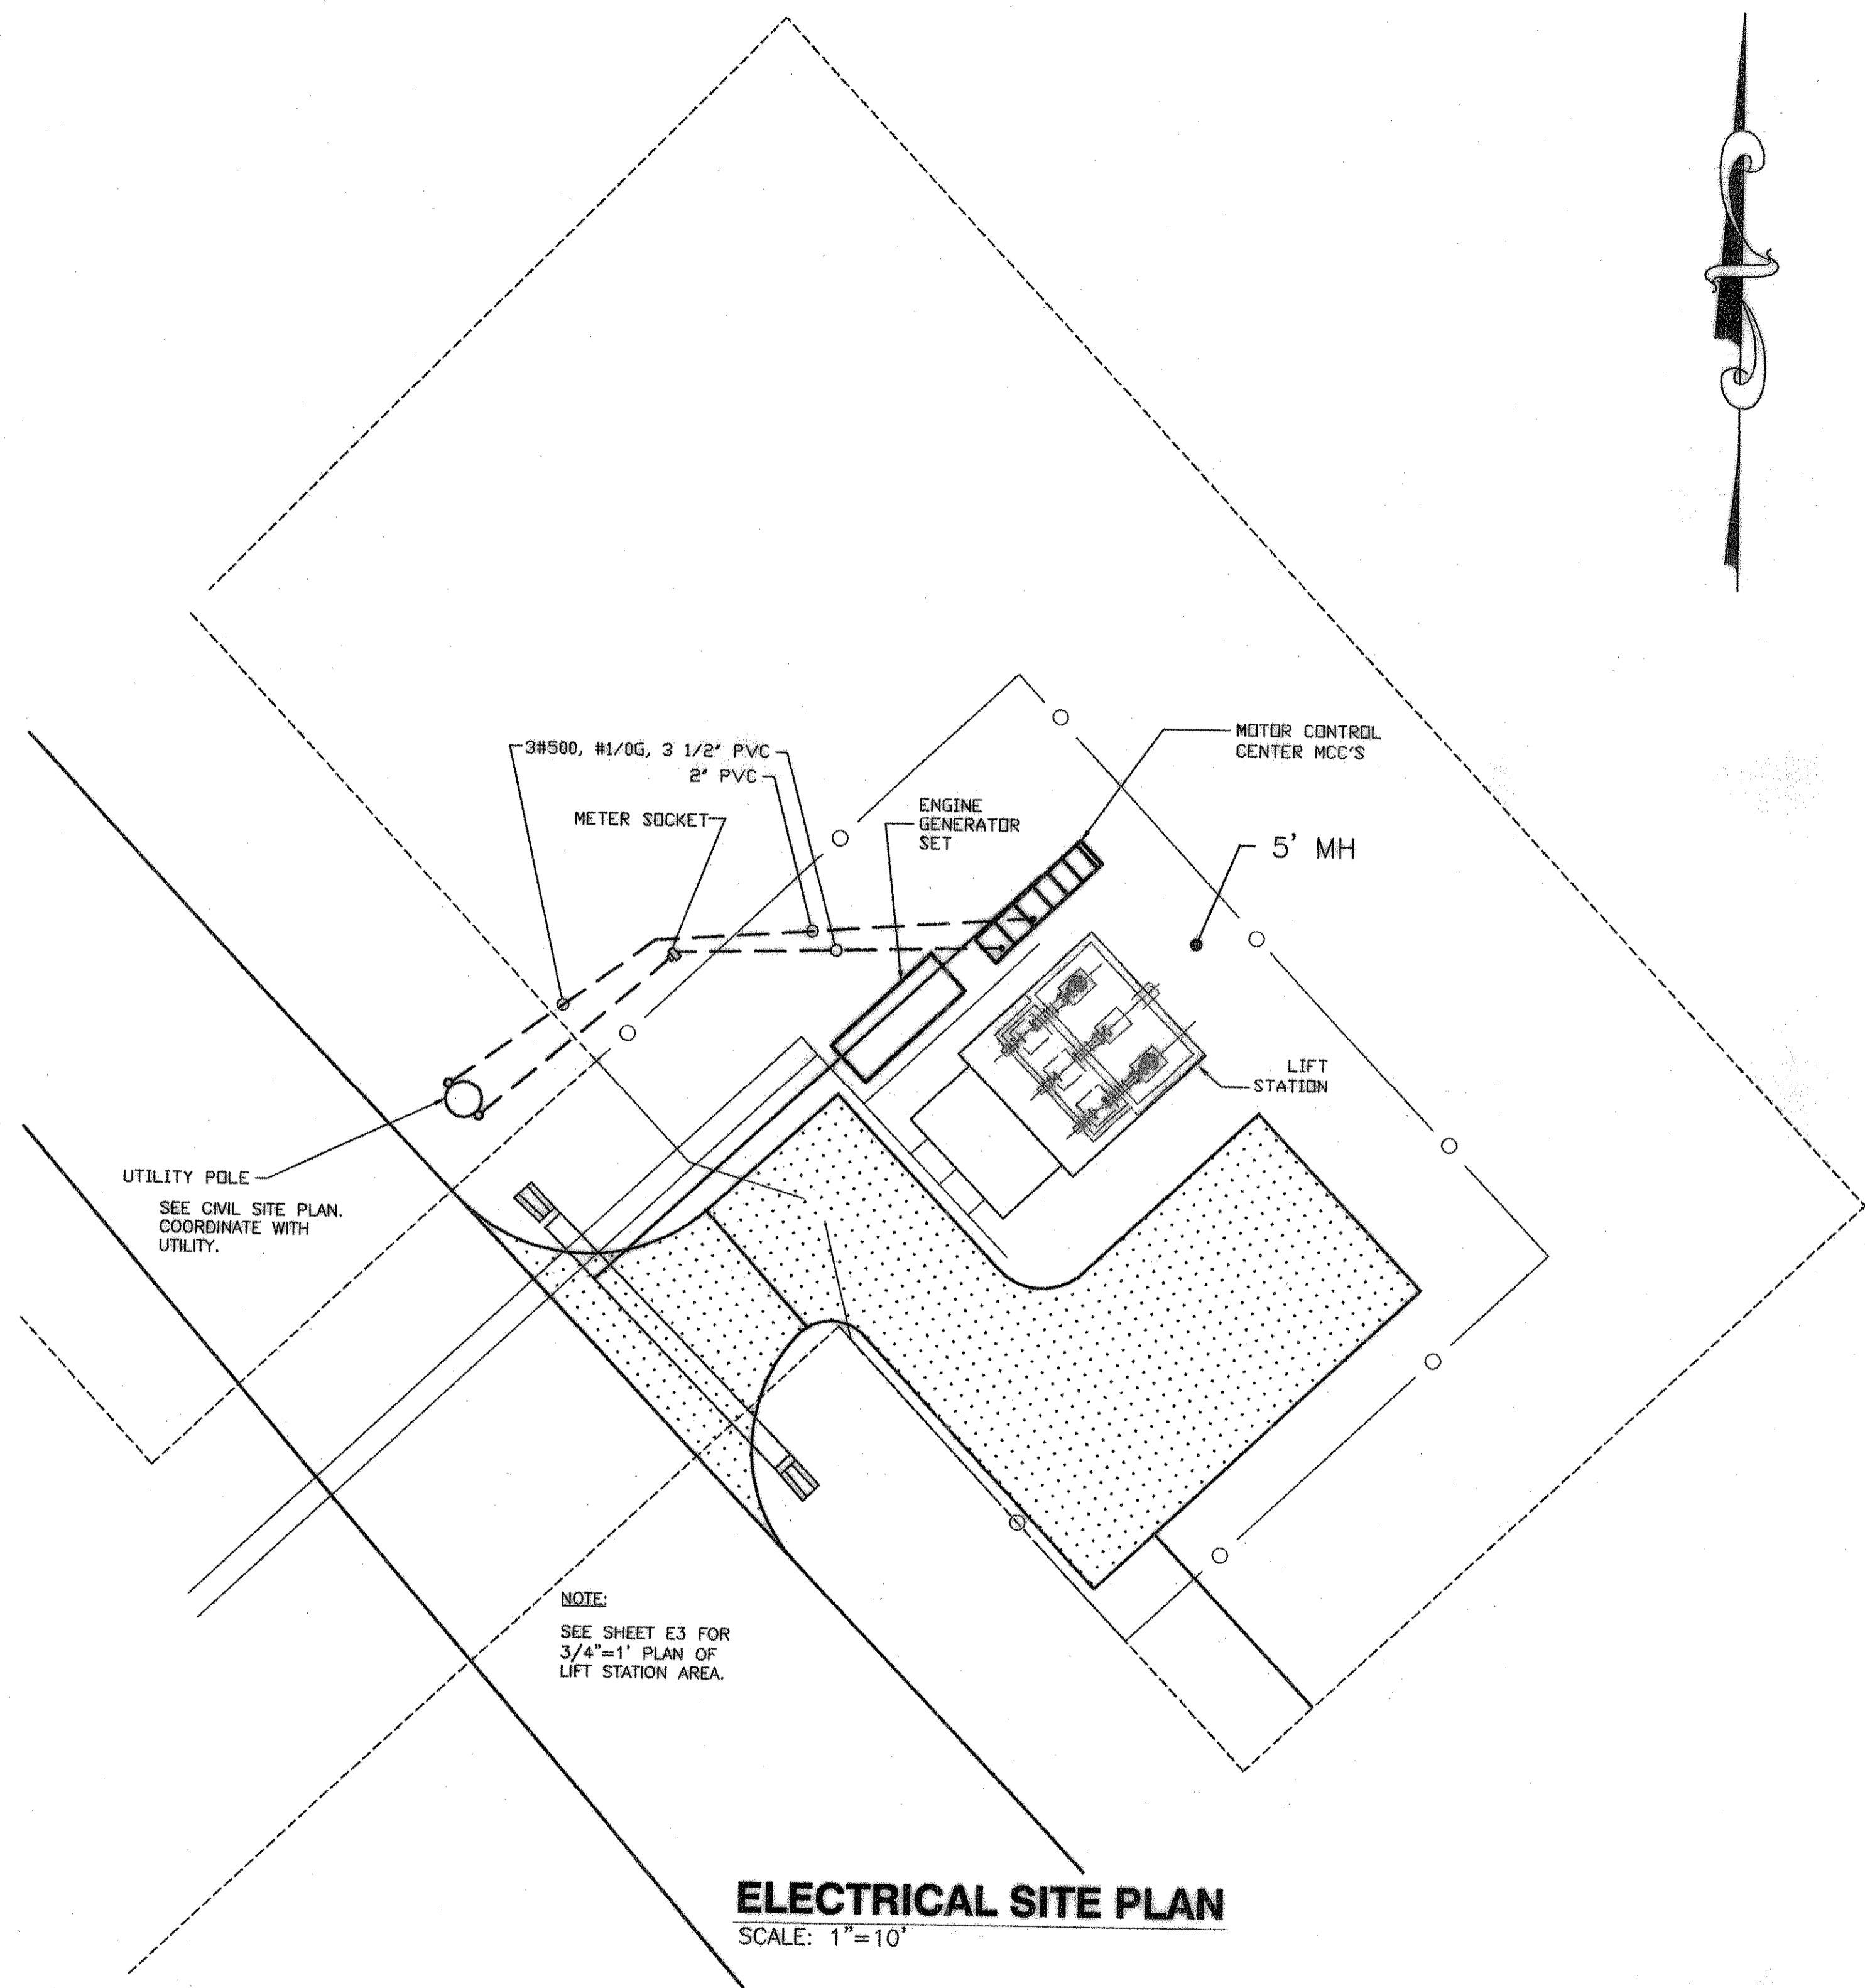 3#500, #1/0G, 3 1/2" PVC
2" PVC
METER SOCKET
ENGINE
GENERATOR
SET
MOTOR CONTROL
CENTER MCC'S
5' MH
LIFT
STATION
UTILITY POLE
SEE CIVIL SITE PLAN.
COORDINATE WITH
UTILITY.
NOTE:
SEE SHEET E3 FOR
3/4"=1' PLAN OF
LIFT STATION AREA.
ELECTRICAL SITE PLAN
SCALE: 1"=10'